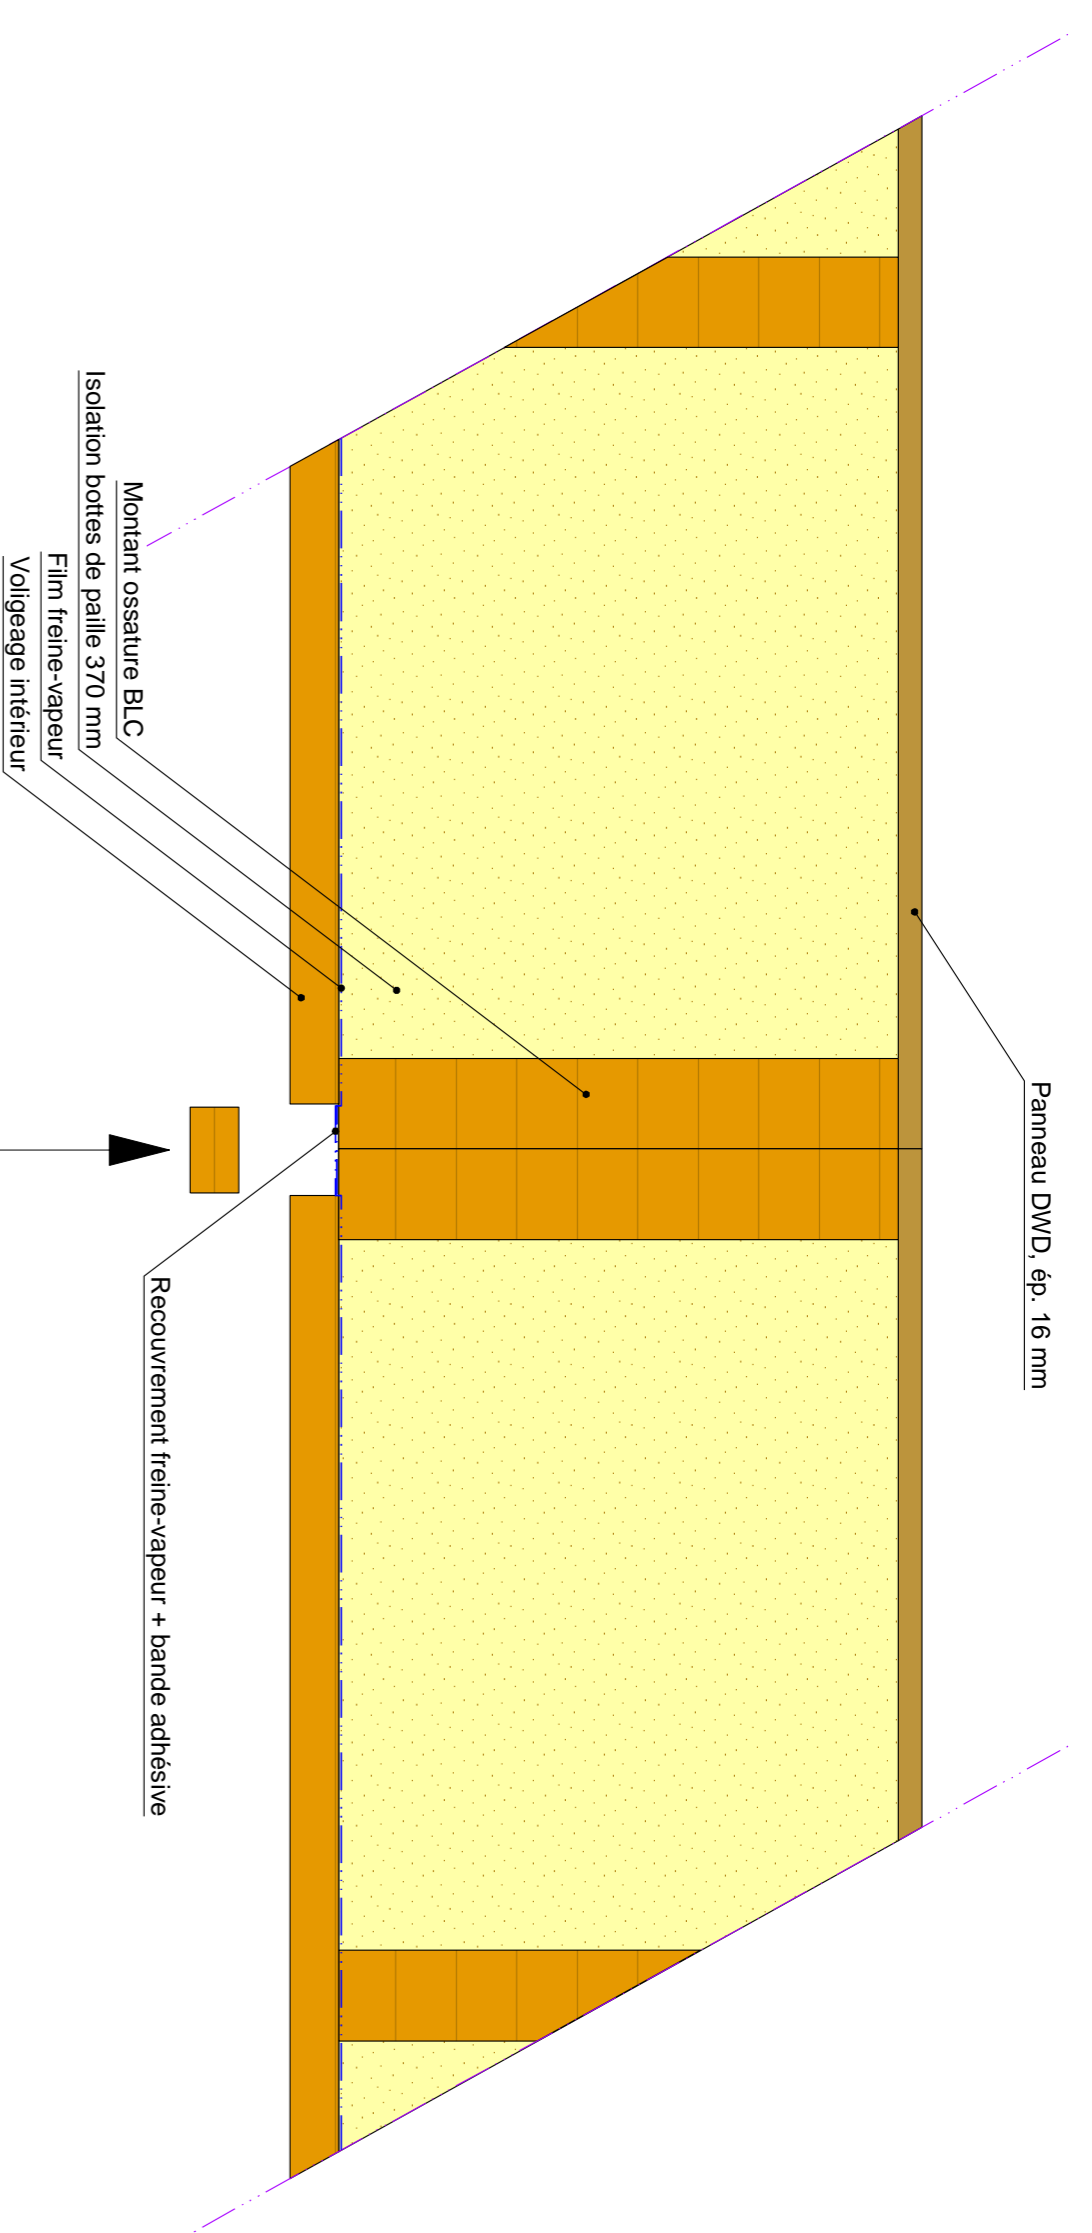 Panneau DWD, ép. 16 mm
Montant ossature BLC
Isolation bottes de paille 370 mm
Film freine-vapeur
Voligeage intérieur
Recouvrement freine-vapeur + bande adhésive